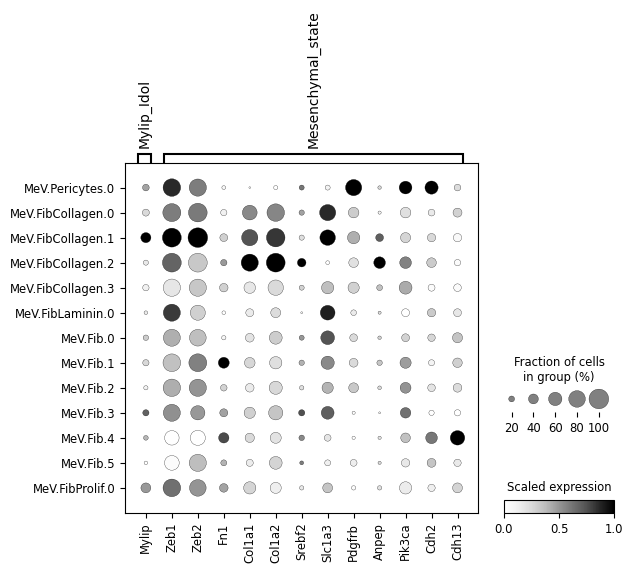 Mylip_Idol
Mesenchymal_state
MeV.Pericytes.0
MeV.FibCollagen.0
MeV.FibCollagen.1
MeV.FibCollagen.2
MeV.FibCollagen.3
MeV.FibLaminin.0
MeV.Fib.0
MeV.Fib.1
MeV.Fib.2
MeV.Fib.3
MeV.Fib.4
MeV.Fib.5
MeV.FibProlif.0
Mylip
Zeb1
Zeb2
Fn1
Col1a1
Col1a2
Srebf2
Slc1a3
Pdgfrb
Anpep
Pik3ca
Cdh2
Cdh13
Fraction of cells
in group (%)
20 40 60 80 100
Scaled expression
0.0 0.5 1.0